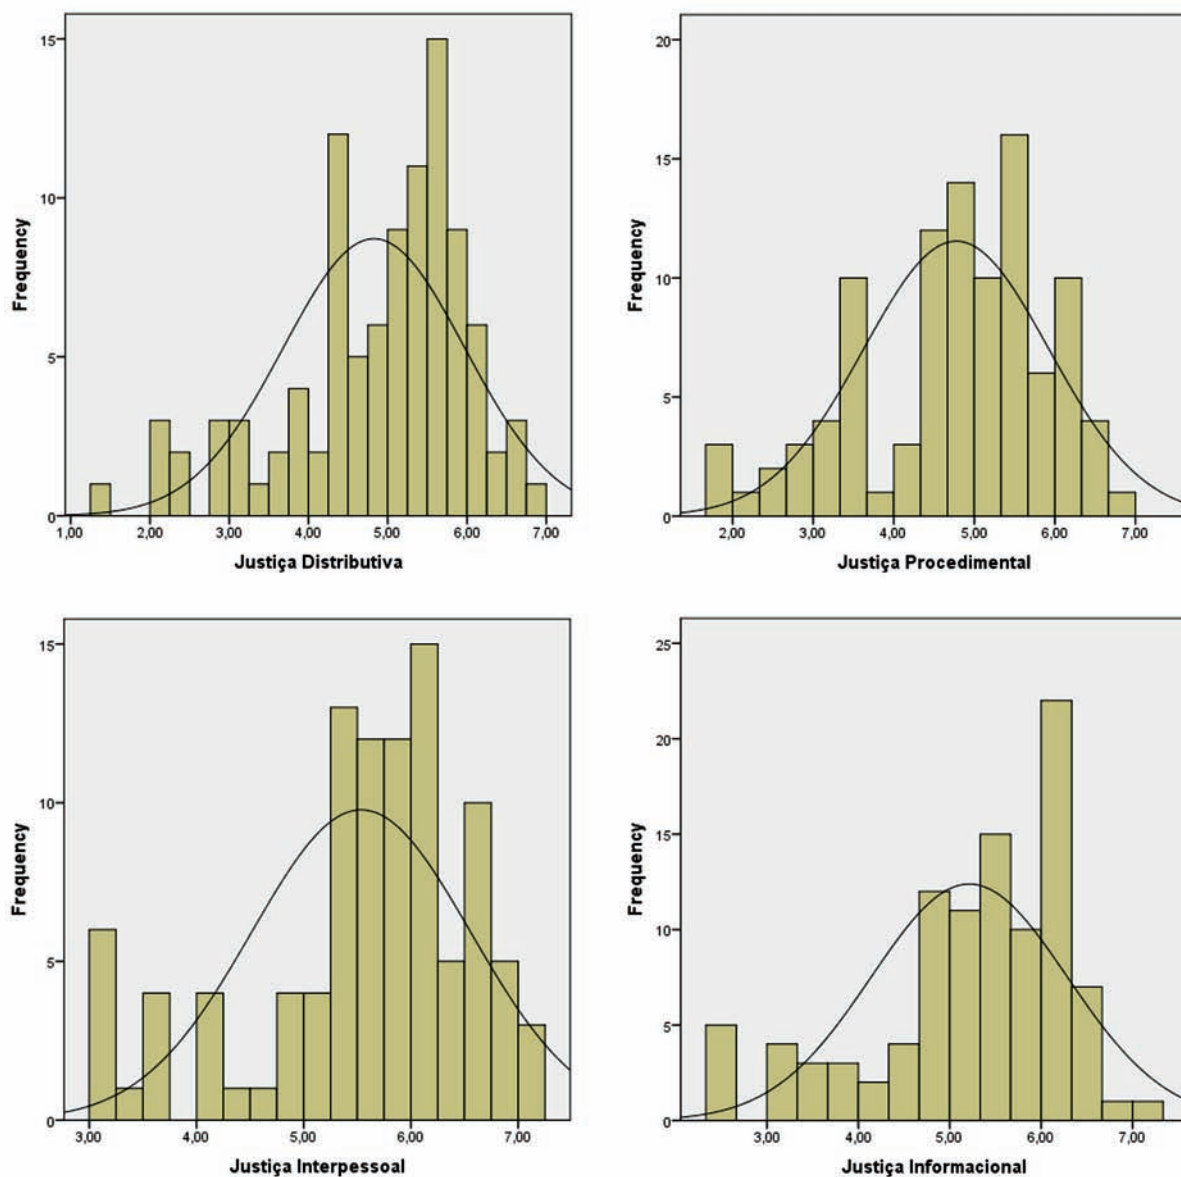 15
10
5
0
Frequency
1,00 2,00 3,00 4,00 5,00 6,00 7,00
Justiça Distributiva
20
15
10
5
0
Frequency
2,00 3,00 4,00 5,00 6,00 7,00
Justiça Procedimental
15
10
5
0
Frequency
3,00 4,00 5,00 6,00 7,00
Justiça Interpessoal
25
20
15
10
5
0
Frequency
3,00 4,00 5,00 6,00 7,00
Justiça Informacional